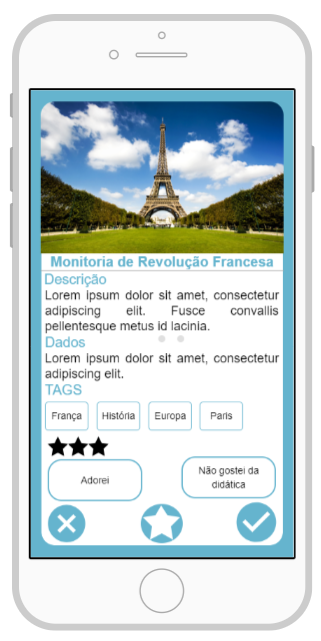 Monitoria de Revolução Francesa
Descrição
Lorem ipsum dolor sit amet, consectetur
adipiscing elit. Fusce convallis
pellentesque metus id lacinia.
Dados
Lorem ipsum dolor sit amet, consectetur
adipiscing elit.
TAGS
França História Europa Paris
Adorei
Não gostei da
didática